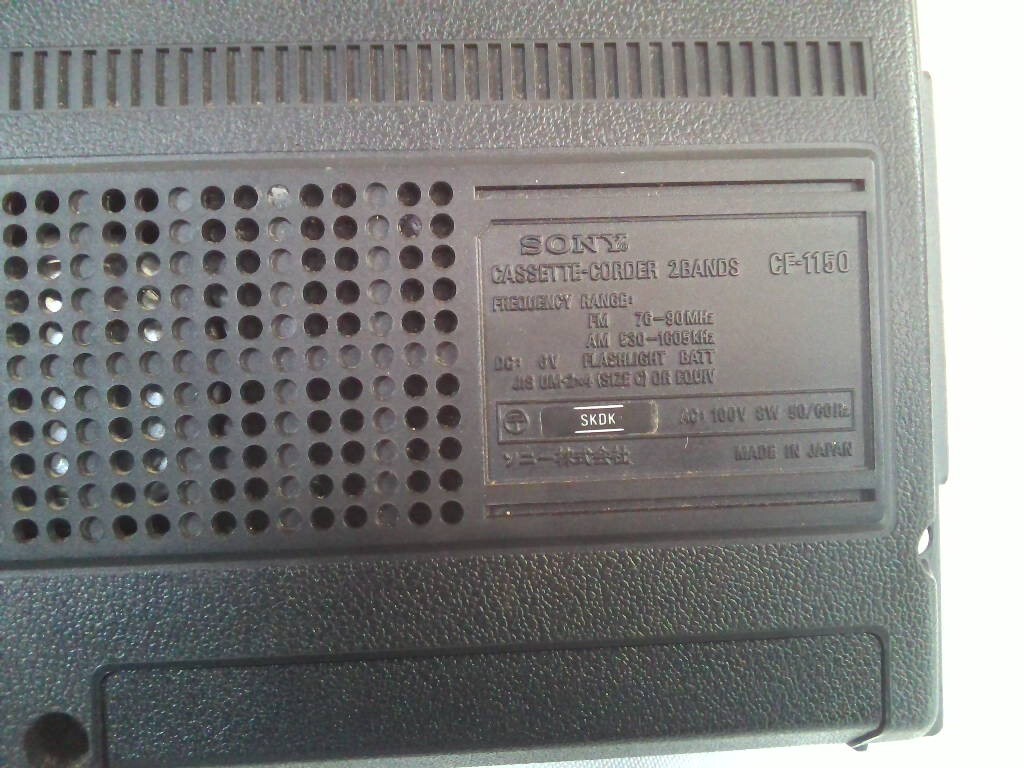 SONY®
CASSETTE-CORDER 2BANDS CF-1150
FREQUENCY RANGE:
FM 76-90MHz
AM 530-1605kHz
DC: 6V FLASHLIGHT BATT
JIS UM-2×4 (SIZE C) OR EQUIV
〒 SKDK AC: 100V 8W 50/60Hz
ソニー株式会社 MADE IN JAPAN